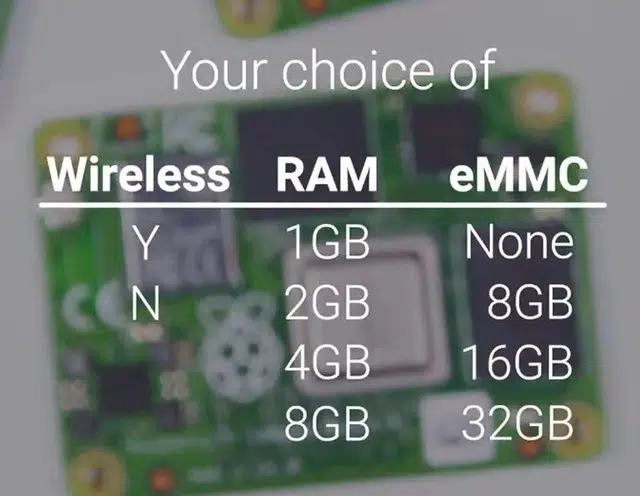 Your choice of
Wireless RAM eMMC
Y 1GB None
N 2GB 8GB
4GB 16GB
8GB 32GB